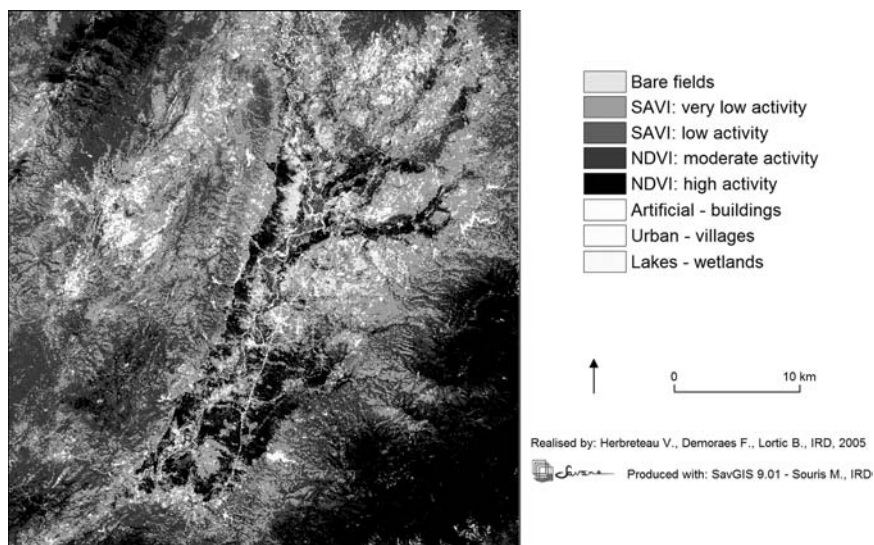 Bare fields
SAVI: very low activity
SAVI: low activity
NDVI: moderate activity
NDVI: high activity
Artificial - buildings
Urban - villages
Lakes - wetlands
0 10 km
Realised by: Herbreteau V., Demoraes F., Lortic B., IRD, 2005
Savane Produced with: SavGIS 9.01 - Souris M., IRD